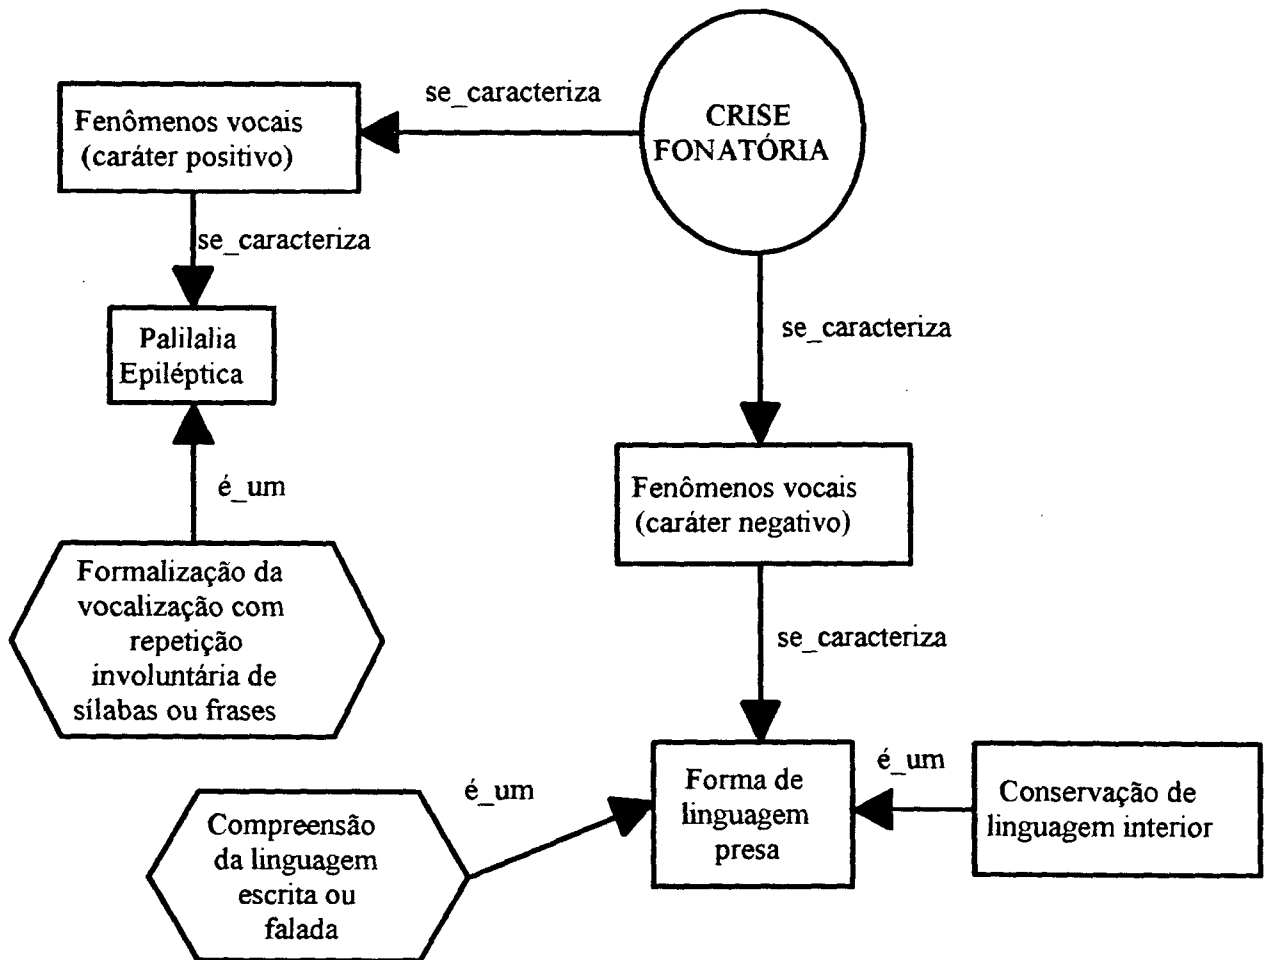 se_caracteriza
CRISE
FONATÓRIA
Fenômenos vocais
(caráter positivo)
se_caracteriza
Palilalia
Epiléptica
se_caracteriza
é_um
Fenômenos vocais
(caráter negativo)
Formalização da
vocalização com
repetição
involuntária de
sílabas ou frases
se_caracteriza
Forma de
linguagem
presa
é_um
Conservação de
linguagem interior
é_um
Compreensão
da linguagem
escrita ou
falada